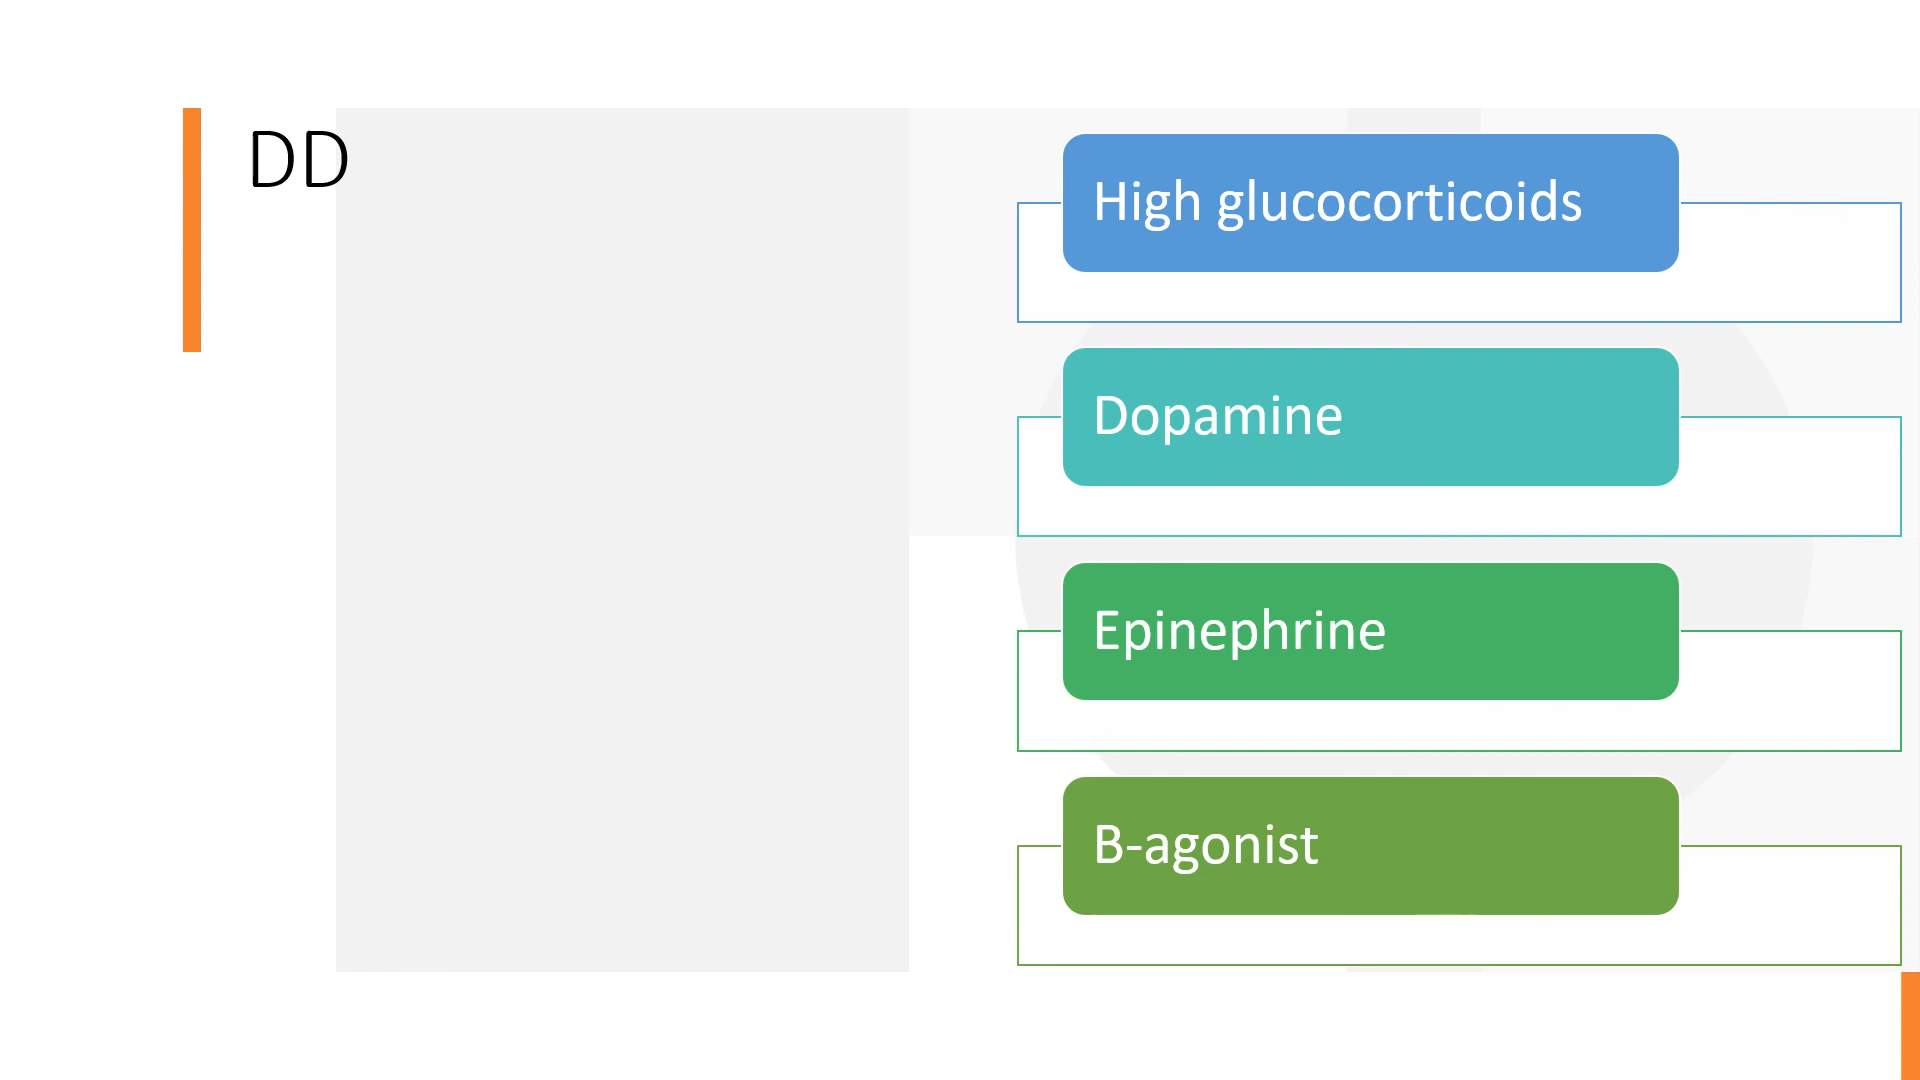 DD
High glucocorticoids
Dopamine
Epinephrine
B-agonist